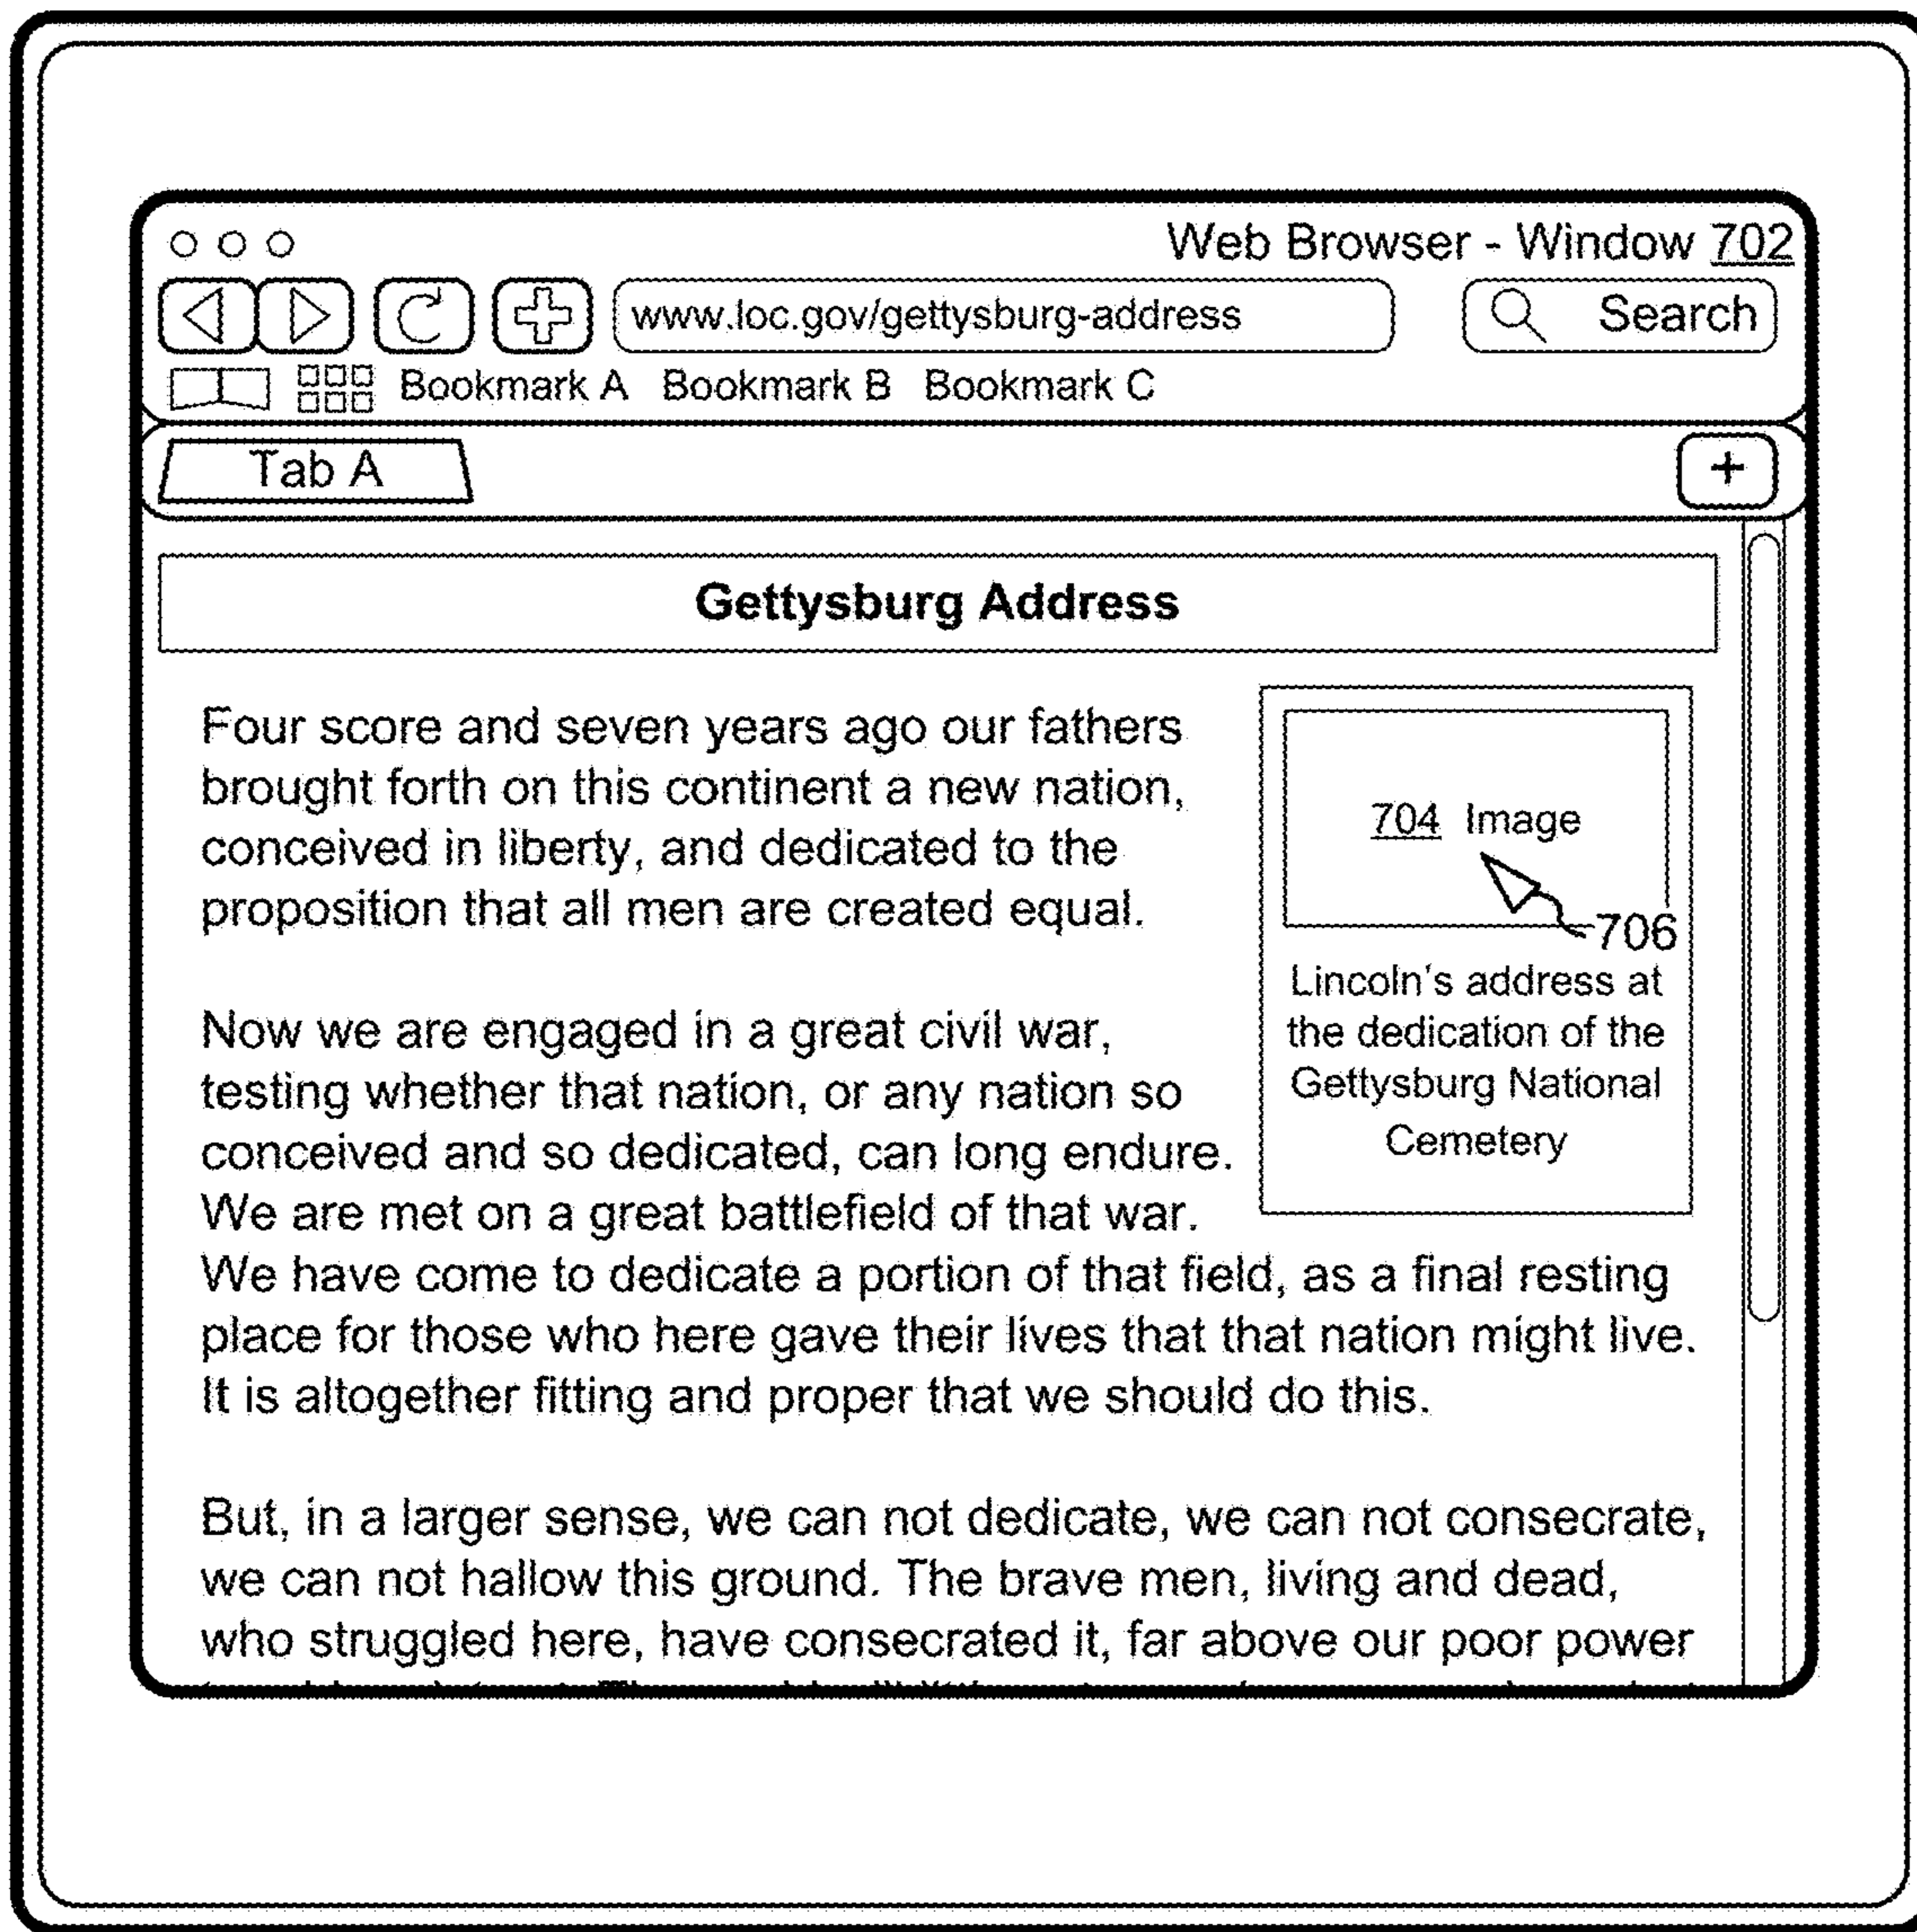 Web Browser - Window 702
www.loc.gov/gettysburg-address
Search
Bookmark A Bookmark B Bookmark C
Tab A
+
Gettysburg Address
Four score and seven years ago our fathers
brought forth on this continent a new nation,
conceived in liberty, and dedicated to the
proposition that all men are created equal.
704 Image
706
Lincoln's address at
the dedication of the
Gettysburg National
Cemetery
Now we are engaged in a great civil war,
testing whether that nation, or any nation so
conceived and so dedicated, can long endure.
We are met on a great battlefield of that war.
We have come to dedicate a portion of that field, as a final resting
place for those who here gave their lives that that nation might live.
It is altogether fitting and proper that we should do this.
But, in a larger sense, we can not dedicate, we can not consecrate,
we can not hallow this ground. The brave men, living and dead,
who struggled here, have consecrated it, far above our poor power